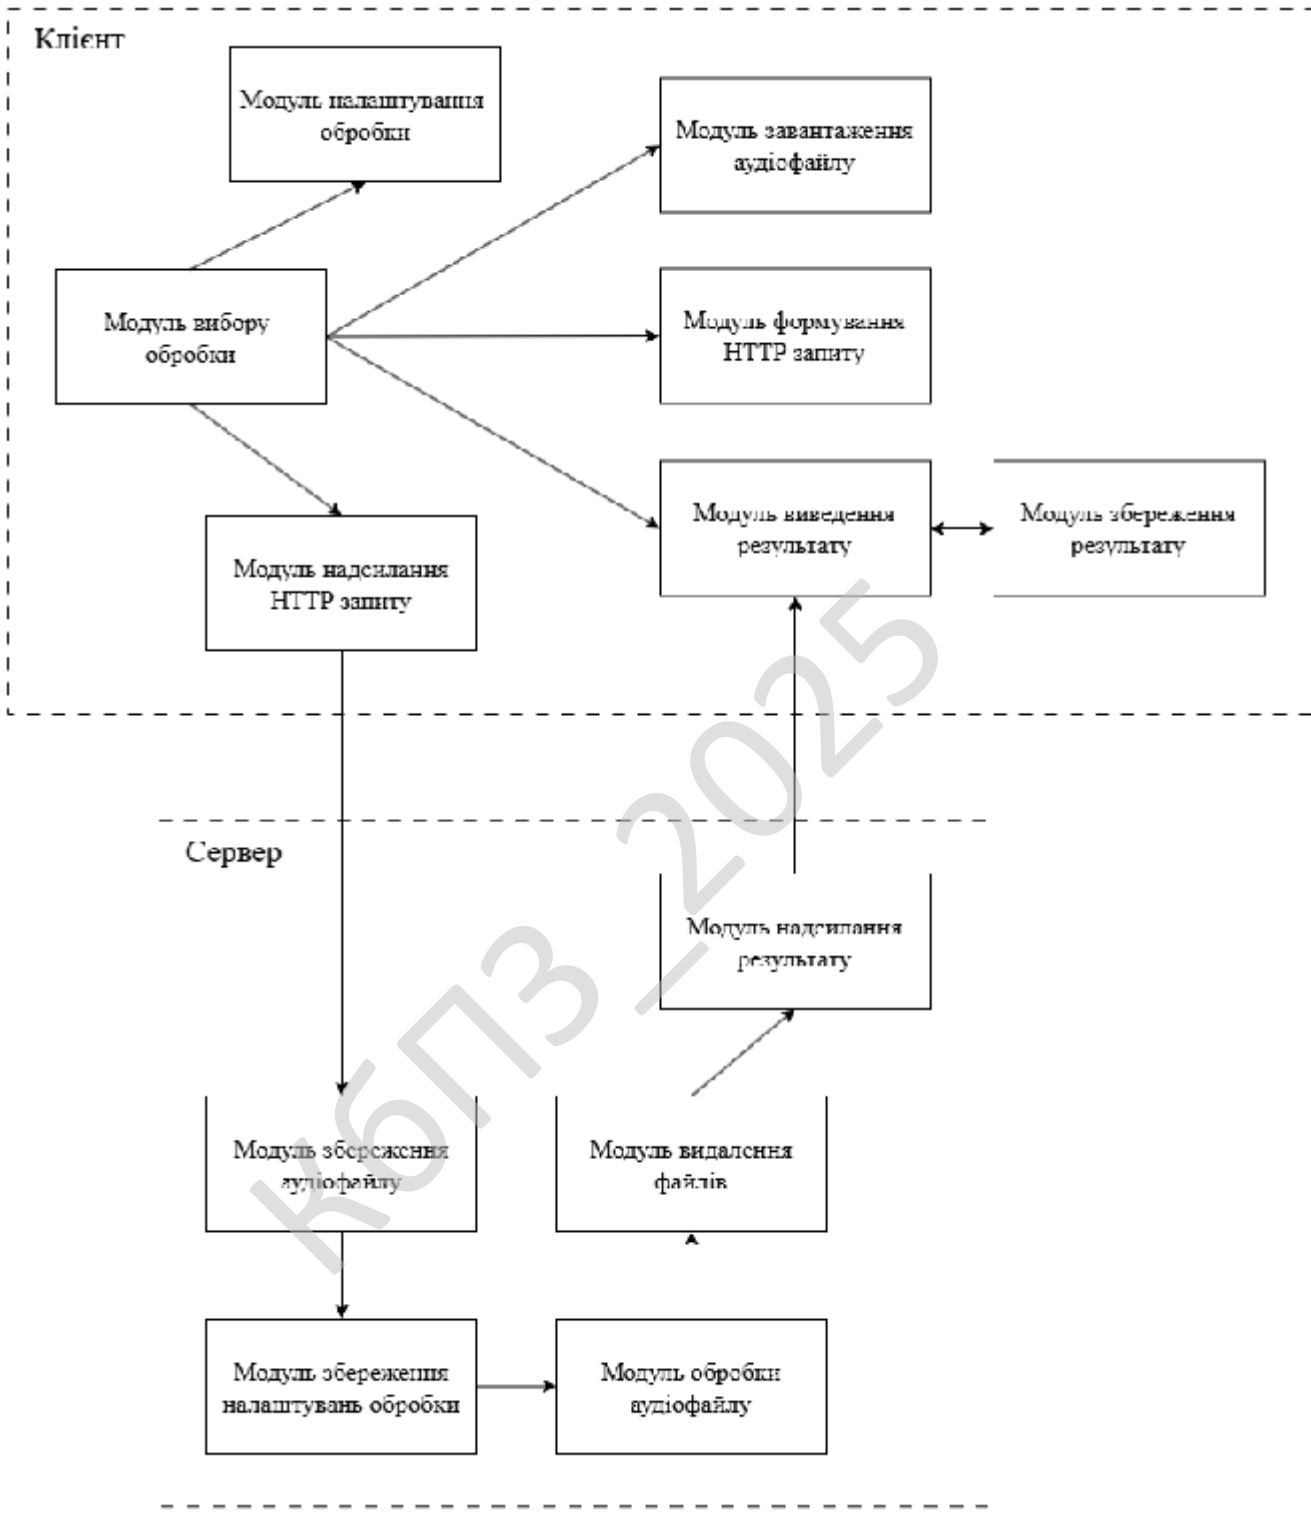 Клієнт
Модуль налаштування
обробки
Модуль завантаження
аудіофайлу
Модуль вибору
обробки
Модуль формування
HTTP запиту
Модуль виведення
результату
Модуль збереження
результату
Модуль надсилання
HTTP запиту
Сервер
Модуль надсилання
результату
Модуль збереження
аудіофайлу
Модуль видалення
файлів
Модуль збереження
налаштувань обробки
Модуль обробки
аудіофайлу
КбПЗ_2025